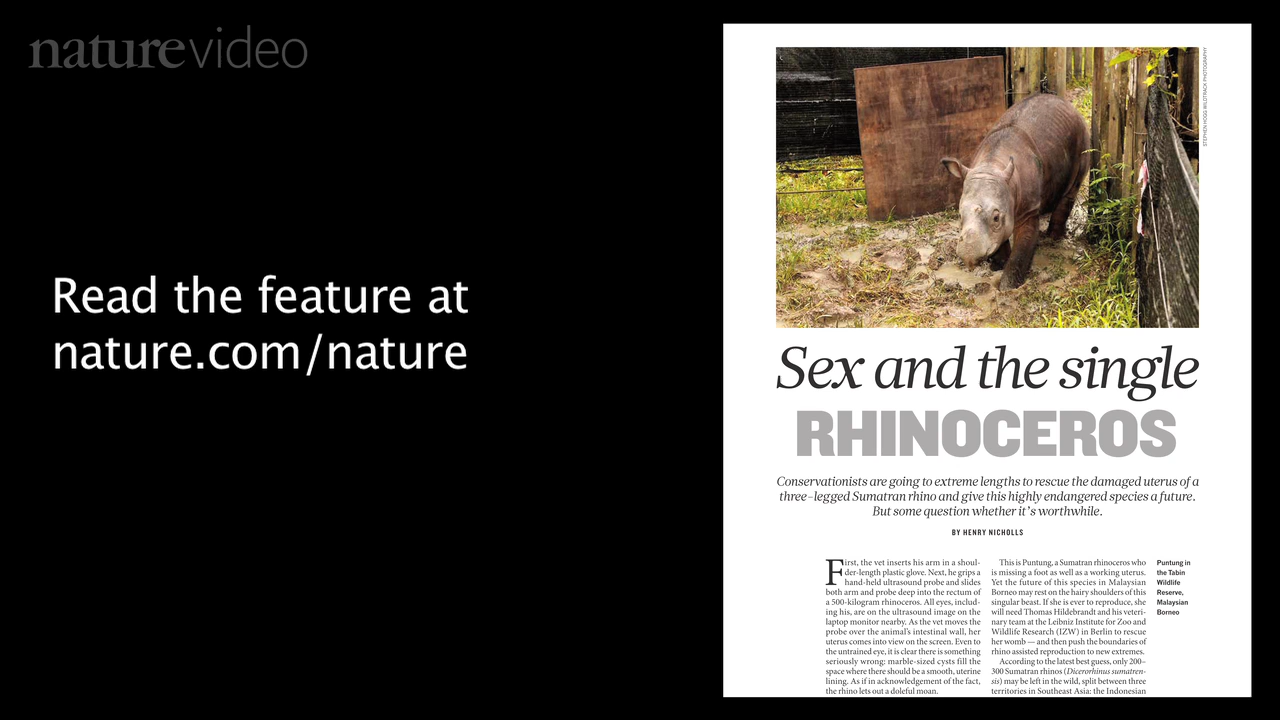 naturevideo
Read the feature at
nature.com/nature
STEPHEN HOGG WILDTRACK PHOTOGRAPHY
Sex and the single
RHINOCEROS
Conservationists are going to extreme lengths to rescue the damaged uterus of a
three-legged Sumatran rhino and give this highly endangered species a future.
But some question whether it's worthwhile.
BY HENRY NICHOLLS
First, the vet inserts his arm in a shoul-
der-length plastic glove. Next, he grips a
hand-held ultrasound probe and slides
both arm and probe deep into the rectum of
a 500-kilogram rhinoceros. All eyes, includ-
ing his, are on the ultrasound image on the
laptop monitor nearby. As the vet moves the
probe over the animal's intestinal wall, her
uterus comes into view on the screen. Even to
the untrained eye, it is clear there is something
seriously wrong: marble-sized cysts fill the
space where there should be a smooth, uterine
lining. As if in acknowledgement of the fact,
the rhino lets out a doleful moan.
This is Puntung, a Sumatran rhinoceros who
is missing a foot as well as a working uterus.
Yet the future of this species in Malaysian
Borneo may rest on the hairy shoulders of this
singular beast. If she is ever to reproduce, she
will need Thomas Hildebrandt and his veteri-
nary team at the Leibniz Institute for Zoo and
Wildlife Research (IZW) in Berlin to rescue
her womb — and then push the boundaries of
rhino assisted reproduction to new extremes.
According to the latest best guess, only 200–
300 Sumatran rhinos (Dicerorhinus sumatren-
sis) may be left in the wild, split between three
territories in Southeast Asia: the Indonesian
Puntung in
the Tabin
Wildlife
Reserve,
Malaysian
Borneo